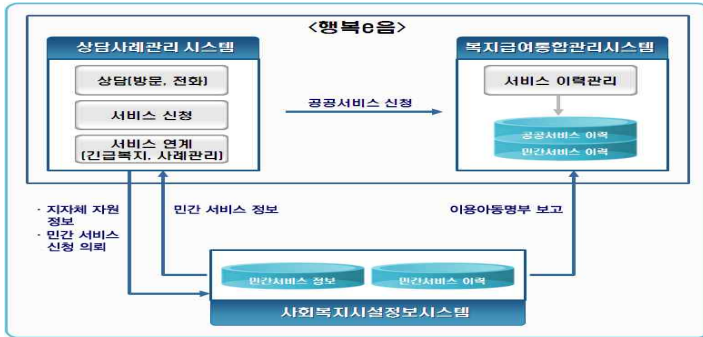 <행복e음>
상담사례관리 시스템
상담(방문, 전화)
서비스 신청
서비스 연계
(긴급복지, 사례관리)
공공서비스 신청
복지급여통합관리시스템
서비스 이력관리
공공서비스 이력
민간서비스 이력
· 지자체 자원
정보
· 민간 서비스
신청 의뢰
민간 서비스 정보
이용아동명부 보고
민간서비스 정보
민간서비스 이력
사회복지시설정보시스템